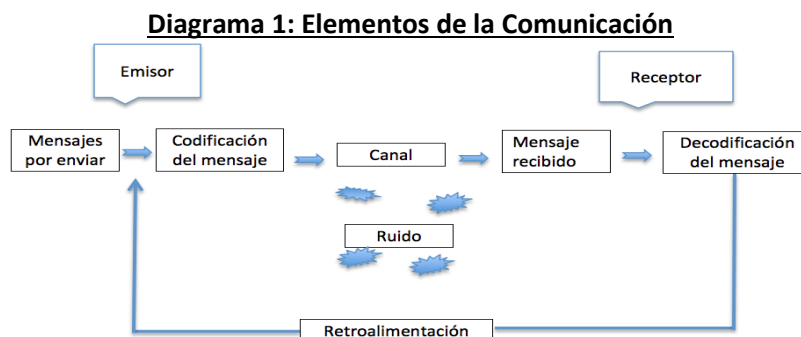 Diagrama 1: Elementos de la Comunicación
Emisor
Receptor
Mensajes
por enviar
Codificación
del mensaje
Canal
Mensaje
recibido
Decodificación
del mensaje
Ruido
Retroalimentación